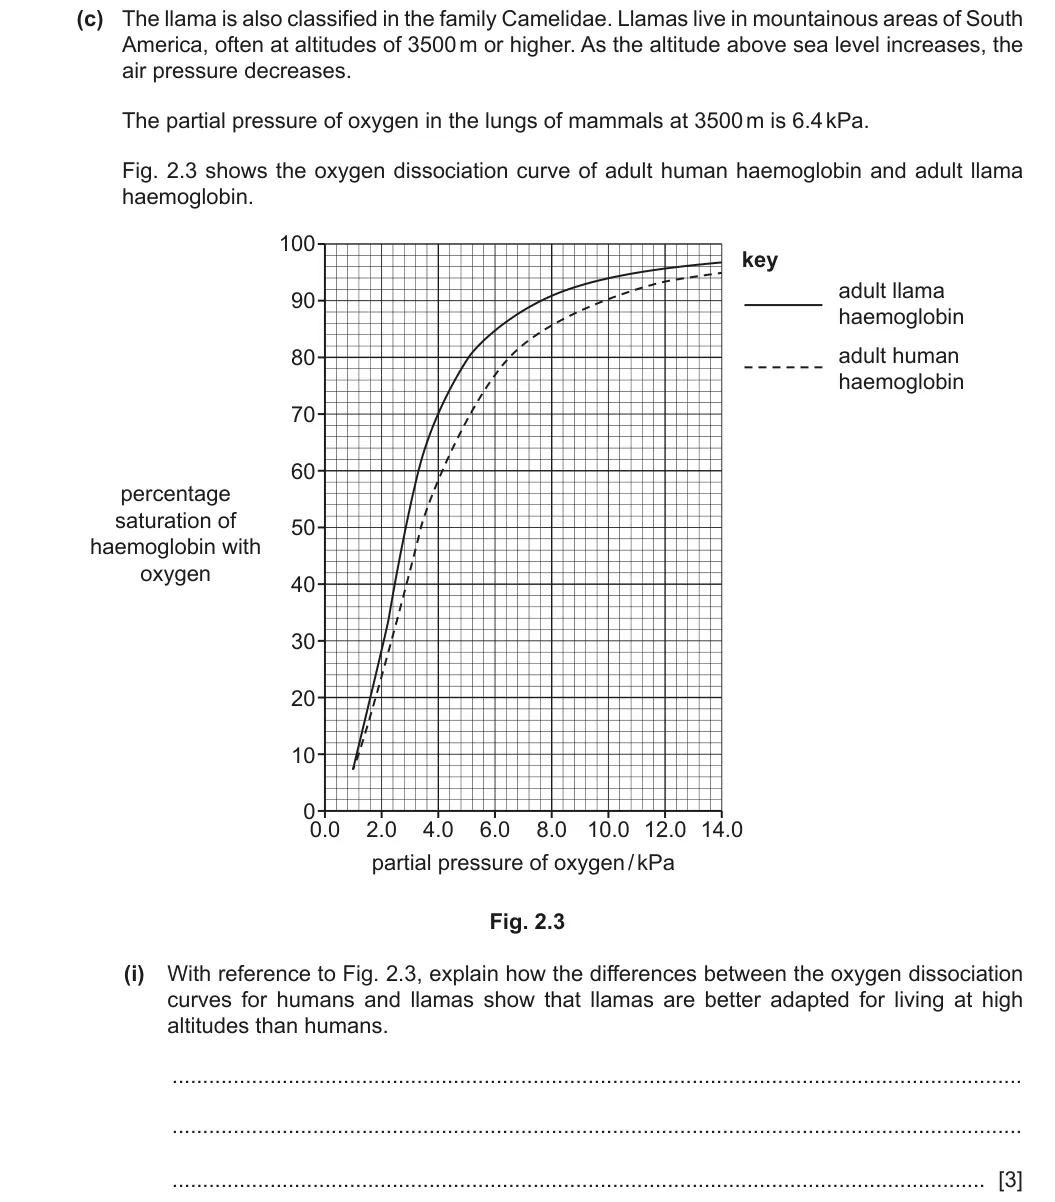 (c) The llama is also classified in the family Camelidae. Llamas live in mountainous areas of South
America, often at altitudes of 3500 m or higher. As the altitude above sea level increases, the
air pressure decreases.
The partial pressure of oxygen in the lungs of mammals at 3500 m is 6.4 kPa.
Fig. 2.3 shows the oxygen dissociation curve of adult human haemoglobin and adult llama
haemoglobin.
100
90
80
70
60
50
40
30
20
10
0
percentage
saturation of
haemoglobin with
oxygen
key
adult llama
haemoglobin
adult human
haemoglobin
0.0 2.0 4.0 6.0 8.0 10.0 12.0 14.0
partial pressure of oxygen / kPa
Fig. 2.3
(i) With reference to Fig. 2.3, explain how the differences between the oxygen dissociation
curves for humans and llamas show that llamas are better adapted for living at high
altitudes than humans.
[3]